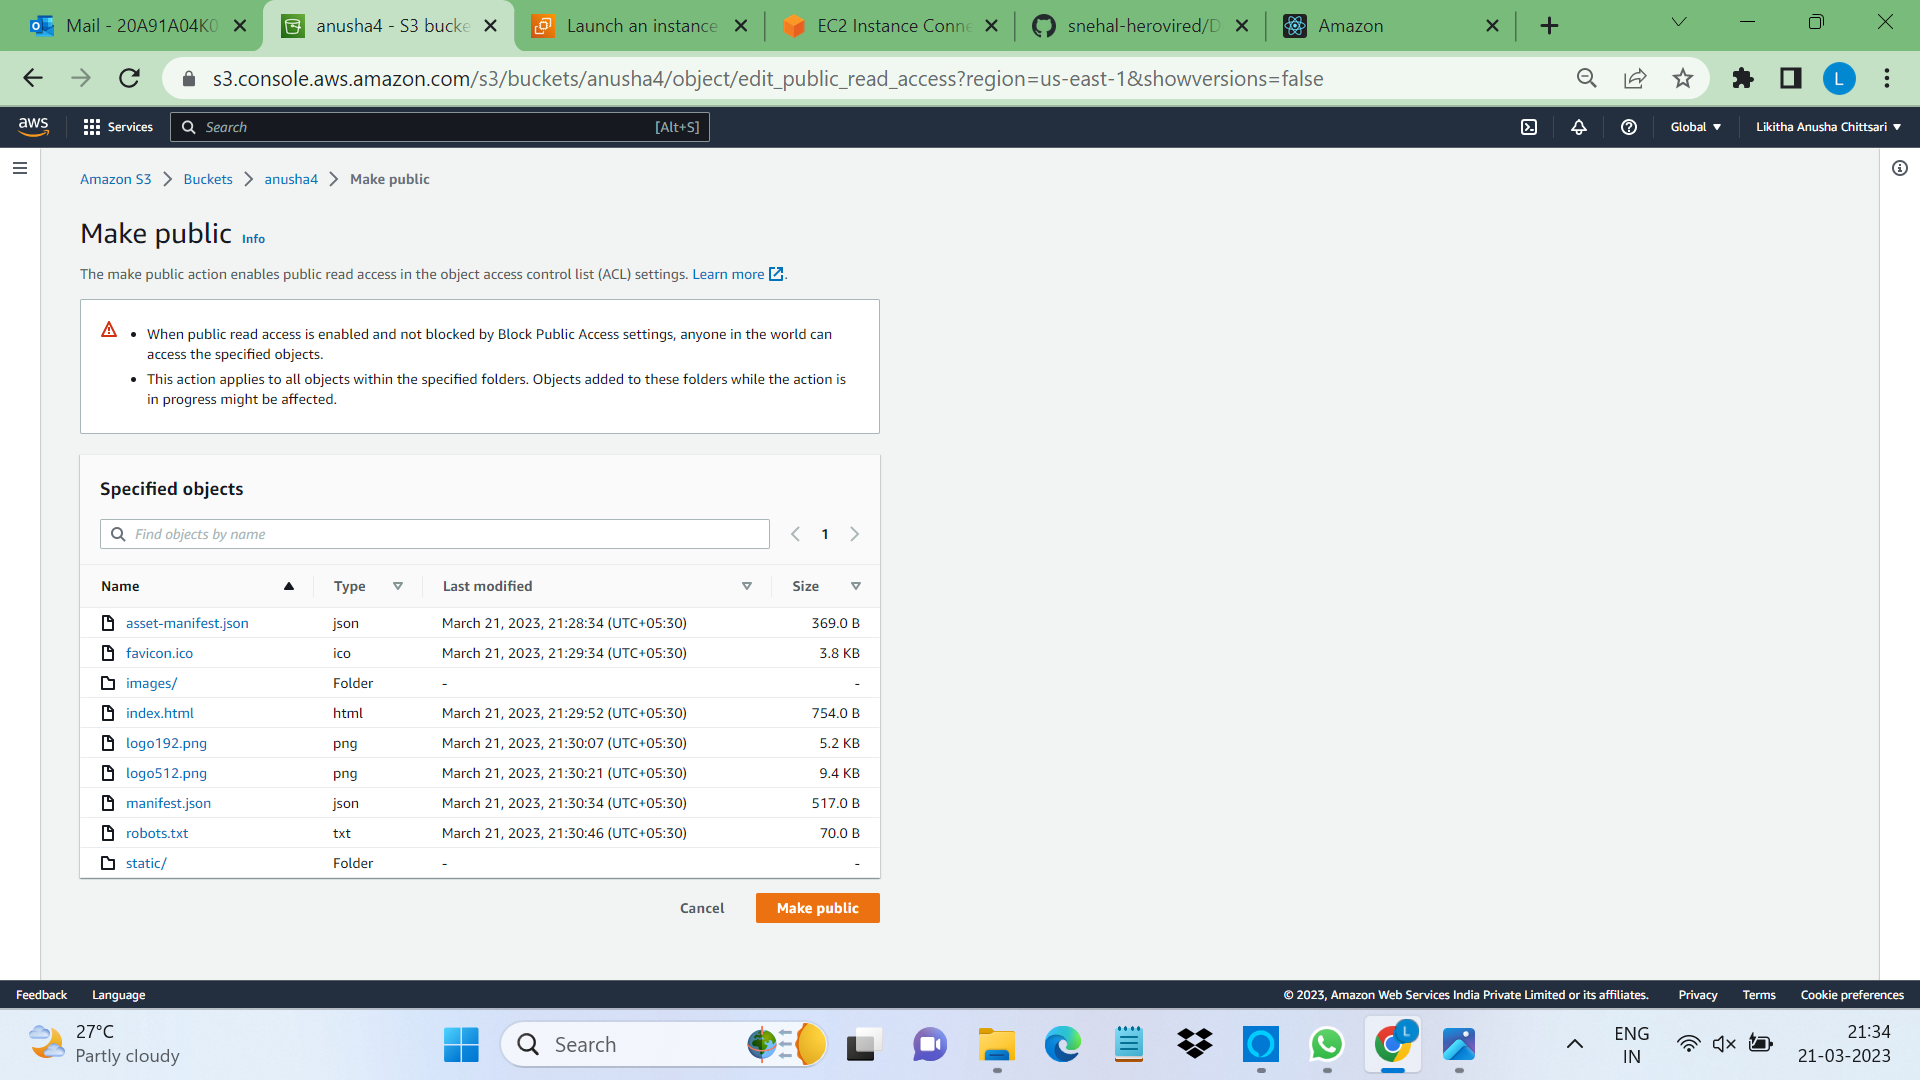 Mail - 20A91A04K0
anusha4 - S3 bucke
Launch an instance
EC2 Instance Conne
snehal-herovired/D
Amazon
s3.console.aws.amazon.com/s3/buckets/anusha4/object/edit_public_read_access?region=us-east-1&showversions=false
L
aws
Services
Search
[Alt+S]
Global
Likitha Anusha Chittsari
Amazon S3
Buckets
anusha4
Make public
Make public
Info
The make public action enables public read access in the object access control list (ACL) settings. Learn more.
• When public read access is enabled and not blocked by Block Public Access settings, anyone in the world can
access the specified objects.
• This action applies to all objects within the specified folders. Objects added to these folders while the action is
in progress might be affected.
Specified objects
Find objects by name
1
Name Type Last modified Size
asset-manifest.json json March 21, 2023, 21:28:34 (UTC+05:30) 369.0 B
favicon.ico ico March 21, 2023, 21:29:34 (UTC+05:30) 3.8 KB
images/ Folder - -
index.html html March 21, 2023, 21:29:52 (UTC+05:30) 754.0 B
logo192.png png March 21, 2023, 21:30:07 (UTC+05:30) 5.2 KB
logo512.png png March 21, 2023, 21:30:21 (UTC+05:30) 9.4 KB
manifest.json json March 21, 2023, 21:30:34 (UTC+05:30) 517.0 B
robots.txt txt March 21, 2023, 21:30:46 (UTC+05:30) 70.0 B
static/ Folder - -
Cancel
Make public
Feedback
Language
© 2023, Amazon Web Services India Private Limited or its affiliates.
Privacy
Terms
Cookie preferences
27°C
Partly cloudy
Search
L
ENG
IN
21:34
21-03-2023